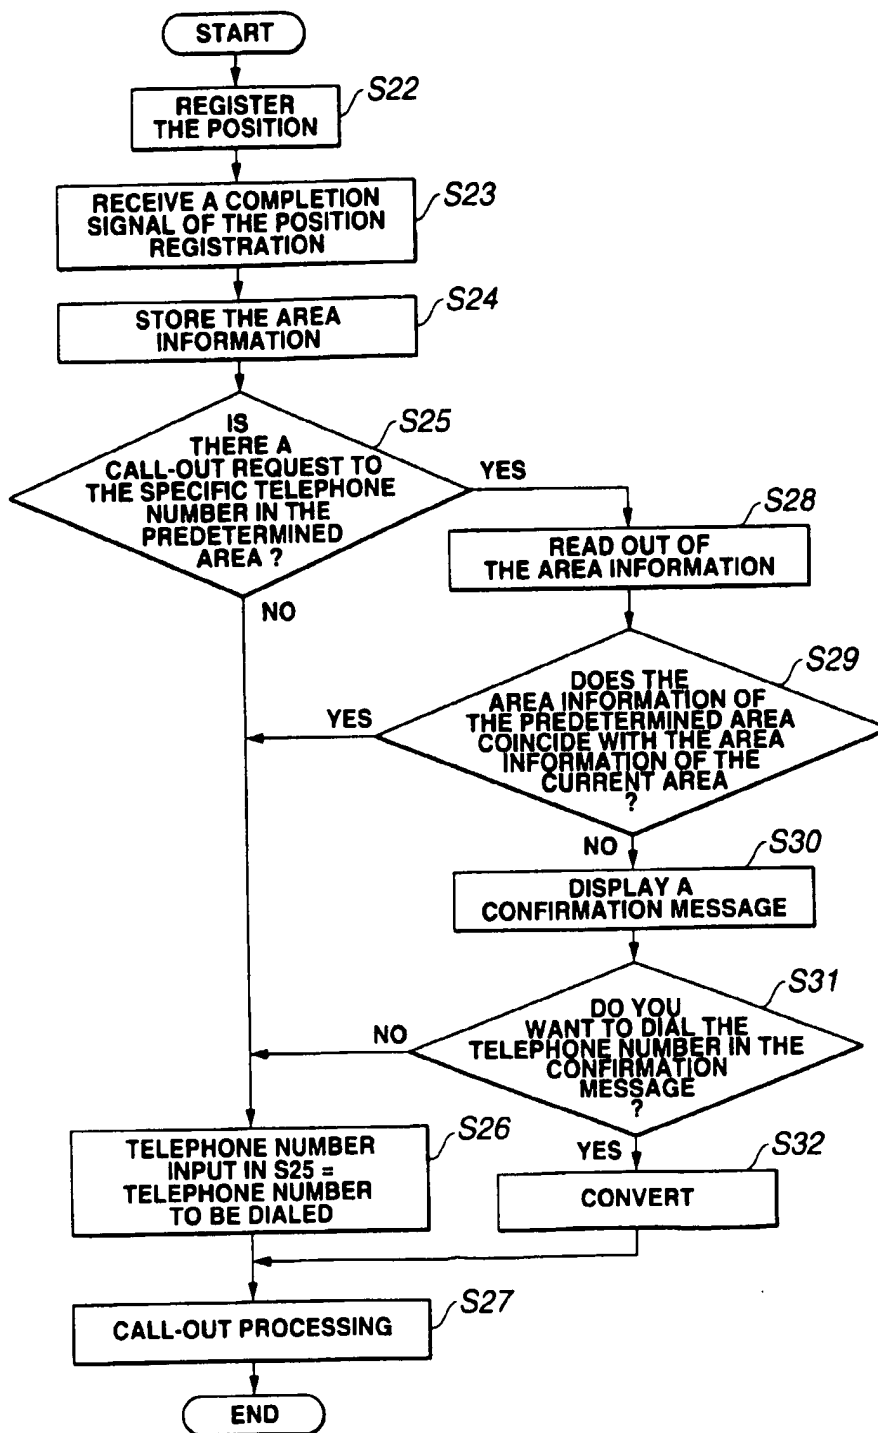 START
S22
REGISTER
THE POSITION
S23
RECEIVE A COMPLETION
SIGNAL OF THE POSITION
REGISTRATION
S24
STORE THE AREA
INFORMATION
S25
IS
THERE A
CALL-OUT REQUEST TO
THE SPECIFIC TELEPHONE
NUMBER IN THE
PREDETERMINED
AREA ?
YES
NO
S28
READ OUT OF
THE AREA INFORMATION
S29
DOES THE
AREA INFORMATION OF
THE PREDETERMINED AREA
COINCIDE WITH THE AREA
INFORMATION OF THE
CURRENT AREA
?
YES
NO
S30
DISPLAY A
CONFIRMATION MESSAGE
S31
DO YOU
WANT TO DIAL THE
TELEPHONE NUMBER IN THE
CONFIRMATION
MESSAGE
?
NO
YES
S26
TELEPHONE NUMBER
INPUT IN S25 =
TELEPHONE NUMBER
TO BE DIALED
S32
CONVERT
S27
CALL-OUT PROCESSING
END